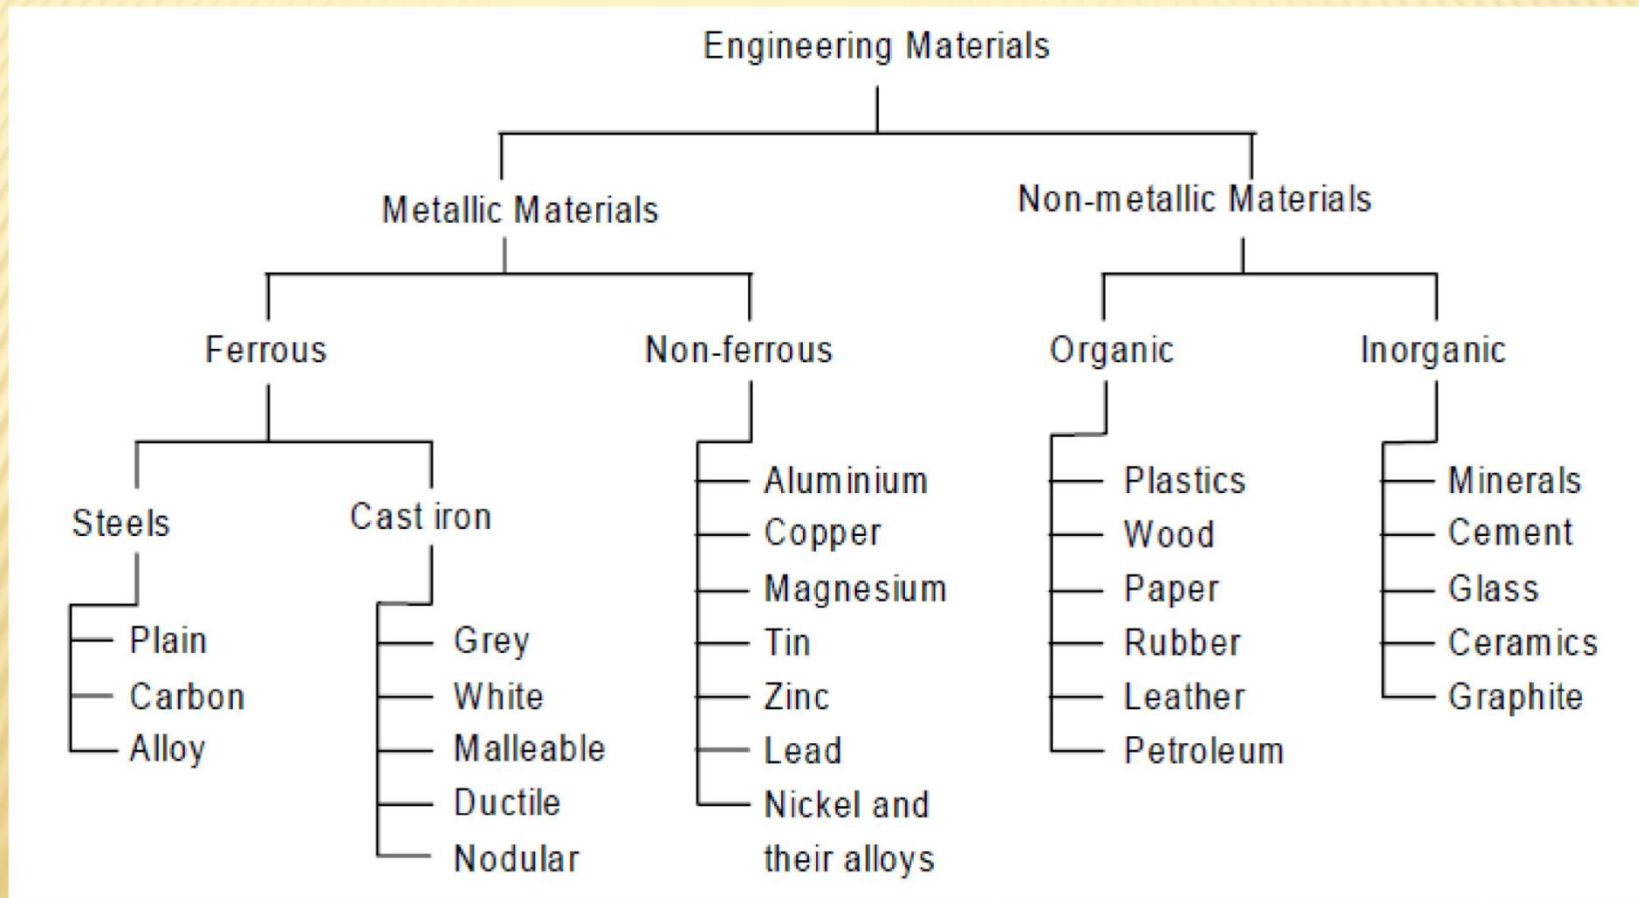 Engineering Materials
Metallic Materials
Non-metallic Materials
Ferrous
Non-ferrous
Organic
Inorganic
Steels
Cast iron
Plain
Carbon
Alloy
Grey
White
Malleable
Ductile
Nodular
Aluminium
Copper
Magnesium
Tin
Zinc
Lead
Nickel and
their alloys
Plastics
Wood
Paper
Rubber
Leather
Petroleum
Minerals
Cement
Glass
Ceramics
Graphite